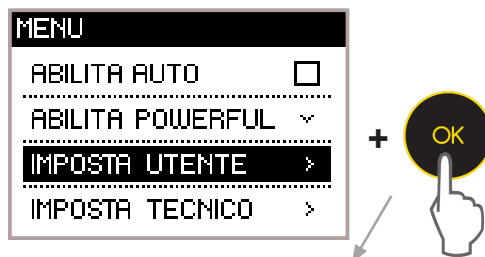 MENU
ABILITA AUTO
ABILITA POWERFUL
IMPOSTA UTENTE >
IMPOSTA TECNICO >
+
OK